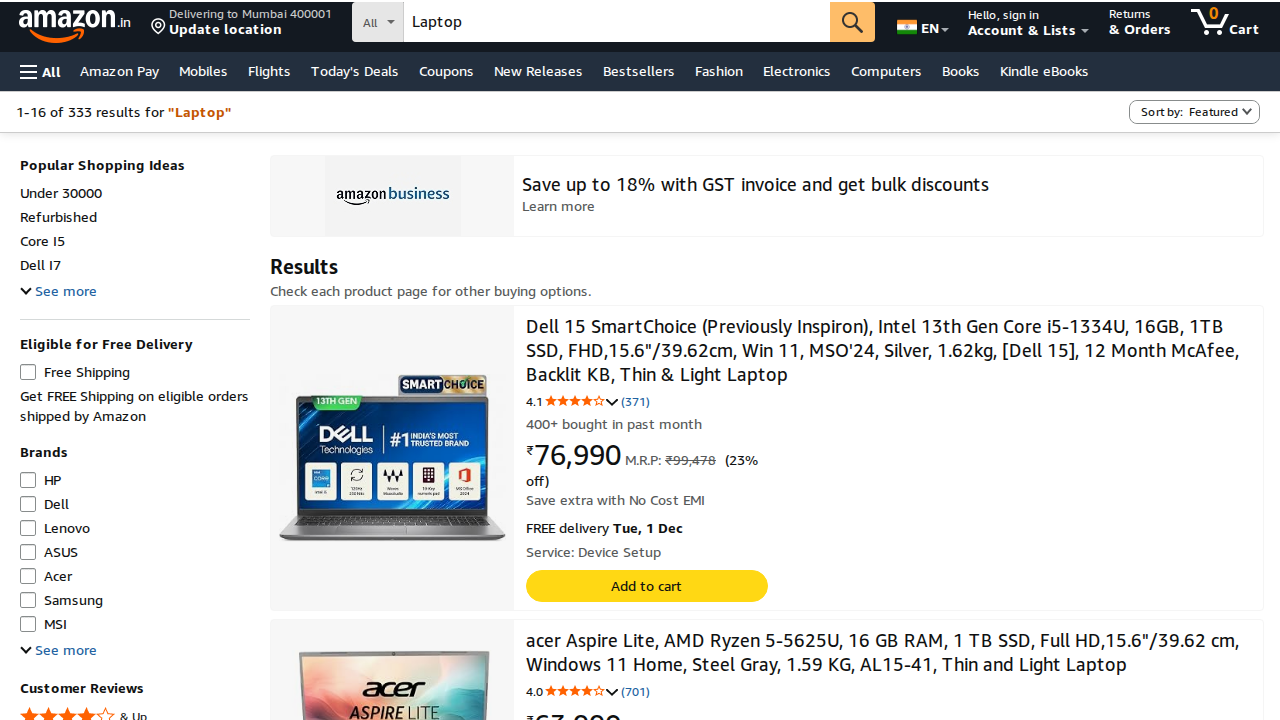 amazon.in
Delivering to Mumbai 400001
Update location
All
Laptop
EN
Hello, sign in
Account & Lists
Returns
& Orders
0
Cart
All
Amazon Pay
Mobiles
Flights
Today's Deals
Coupons
New Releases
Bestsellers
Fashion
Electronics
Computers
Books
Kindle eBooks
1-16 of 333 results for "Laptop"
Sort by: Featured
Popular Shopping Ideas
Under 30000
Refurbished
Core I5
Dell I7
See more
Eligible for Free Delivery
Free Shipping
Get FREE Shipping on eligible orders
shipped by Amazon
Brands
HP
Dell
Lenovo
ASUS
Acer
Samsung
MSI
See more
Customer Reviews
& Up
amazon business
Save up to 18% with GST invoice and get bulk discounts
Learn more
Results
Check each product page for other buying options.
SMARTCHOICE
13TH GEN
DELL
Technologies
#1 INDIA'S MOST
TRUSTED BRAND
Dell 15 SmartChoice (Previously Inspiron), Intel 13th Gen Core i5-1334U, 16GB, 1TB
SSD, FHD,15.6"/39.62cm, Win 11, MSO'24, Silver, 1.62kg, [Dell 15], 12 Month McAfee,
Backlit KB, Thin & Light Laptop
4.1 (371)
400+ bought in past month
₹76,990 M.R.P: ₹99,478 (23%
off)
Save extra with No Cost EMI
FREE delivery Tue, 1 Dec
Service: Device Setup
Add to cart
acer
ASPIRE LITE
acer Aspire Lite, AMD Ryzen 5-5625U, 16 GB RAM, 1 TB SSD, Full HD,15.6"/39.62 cm,
Windows 11 Home, Steel Gray, 1.59 KG, AL15-41, Thin and Light Laptop
4.0 (701)